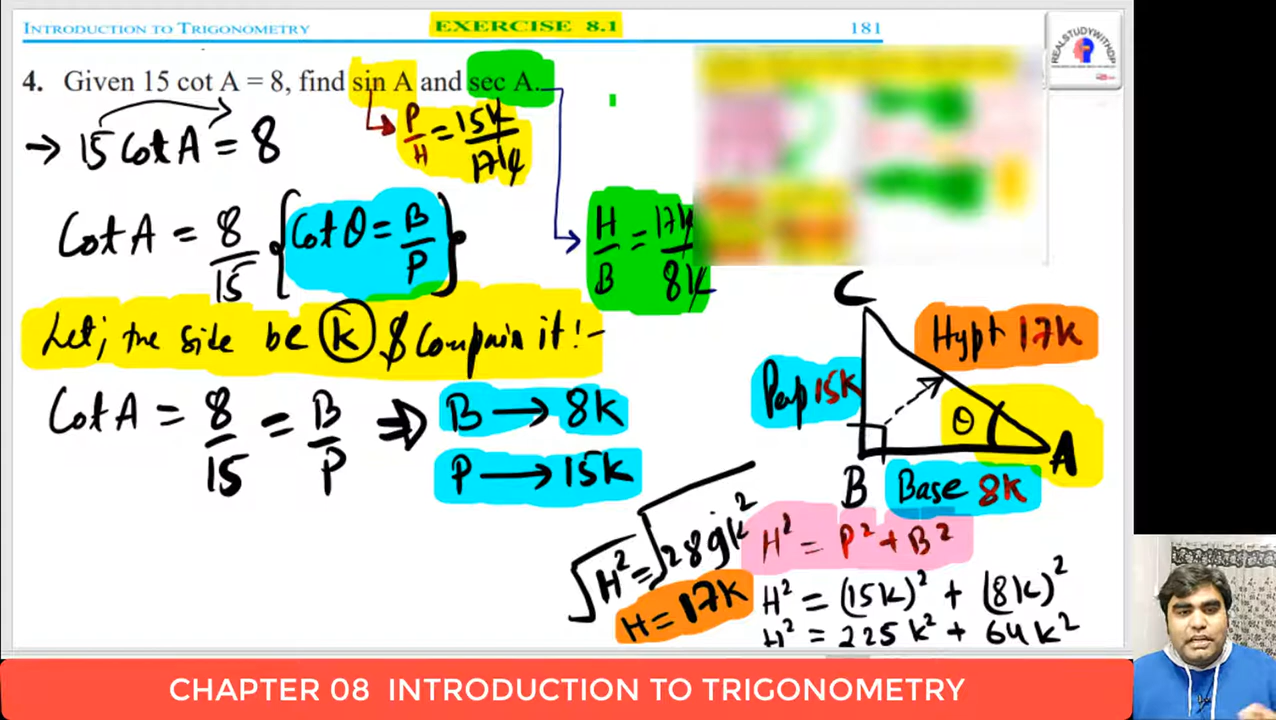 INTRODUCTION TO TRIGONOMETRY EXERCISE 8.1 181
REALSTUDYWITHDP
4. Given 15 cot A = 8, find sin A and sec A.
→ 15 Cot A = 8
P/H = 15k/17k
Cot A = 8/15 {Cot θ = B/P}
H/B = 17k/8k
Let; the side be k & Compain it :-
Cot A = 8/15 = B/P ⇒ B → 8k
P → 15k
C
Hypt 17k
Perp 15k
θ
A
B Base 8k
H² = P² + B²
H² = (15k)² + (8k)²
H² = 225k² + 64k²
√H² = √289k²
H = 17k
CHAPTER 08 INTRODUCTION TO TRIGONOMETRY